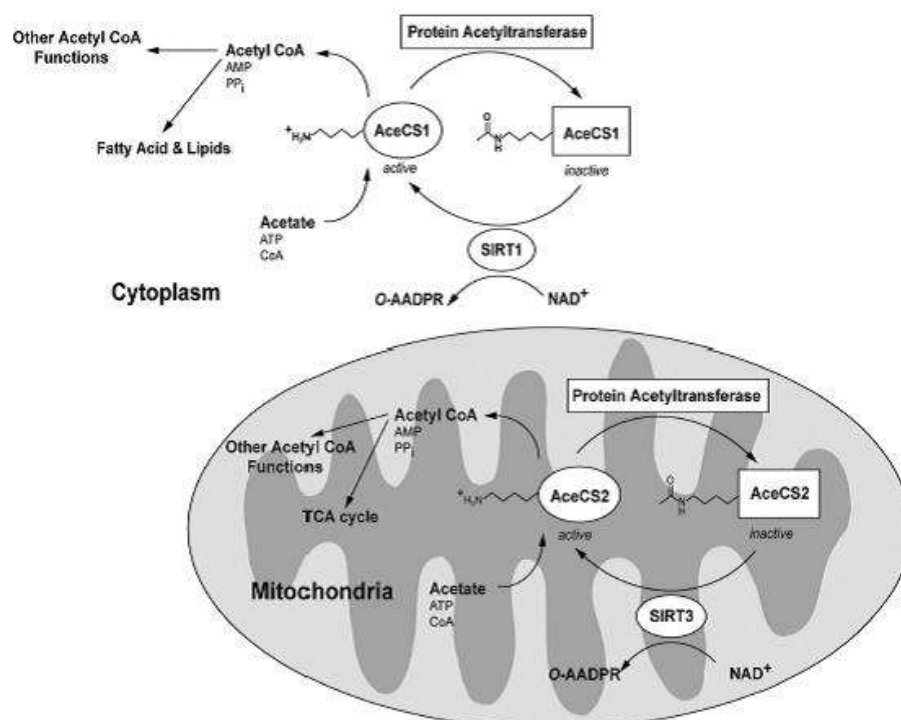 Protein Acetyltransferase
Other Acetyl CoA
Functions
Acetyl CoA
AMP
PPi
Fatty Acid & Lipids
+H3N
AceCS1
active
O
N
H
AceCS1
inactive
Acetate
ATP
CoA
SIRT1
Cytoplasm
O-AADPR
NAD+
Protein Acetyltransferase
Acetyl CoA
AMP
PPi
Other Acetyl CoA
Functions
TCA cycle
+H3N
AceCS2
active
O
N
H
AceCS2
inactive
Mitochondria
Acetate
ATP
CoA
SIRT3
O-AADPR
NAD+